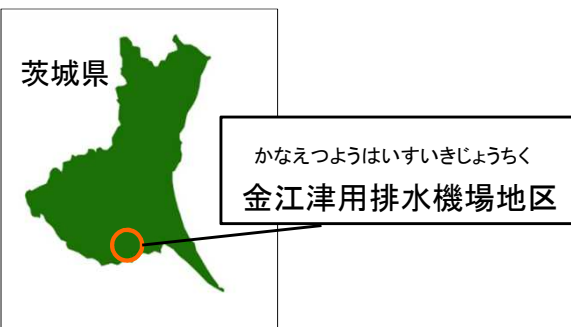 茨城県
かなえつようはいすいきじょうちく
金江津用排水機場地区